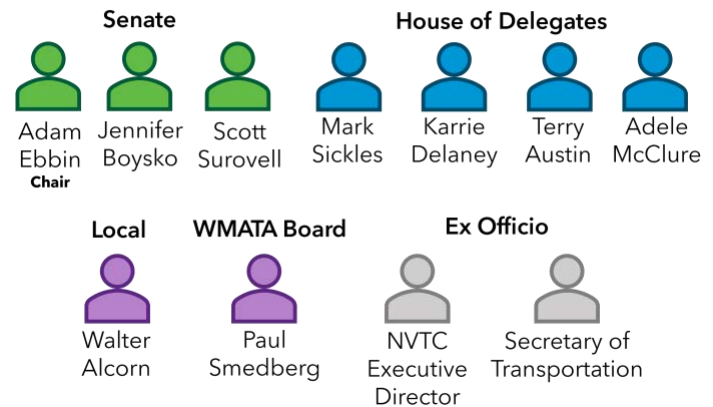 Senate
House of Delegates
Adam Ebbin
Chair
Jennifer Boysko
Scott Surovell
Mark Sickles
Karrie Delaney
Terry Austin
Adele McClure
Local
WMATA Board
Ex Officio
Walter Alcorn
Paul Smedberg
NVTC Executive Director
Secretary of Transportation